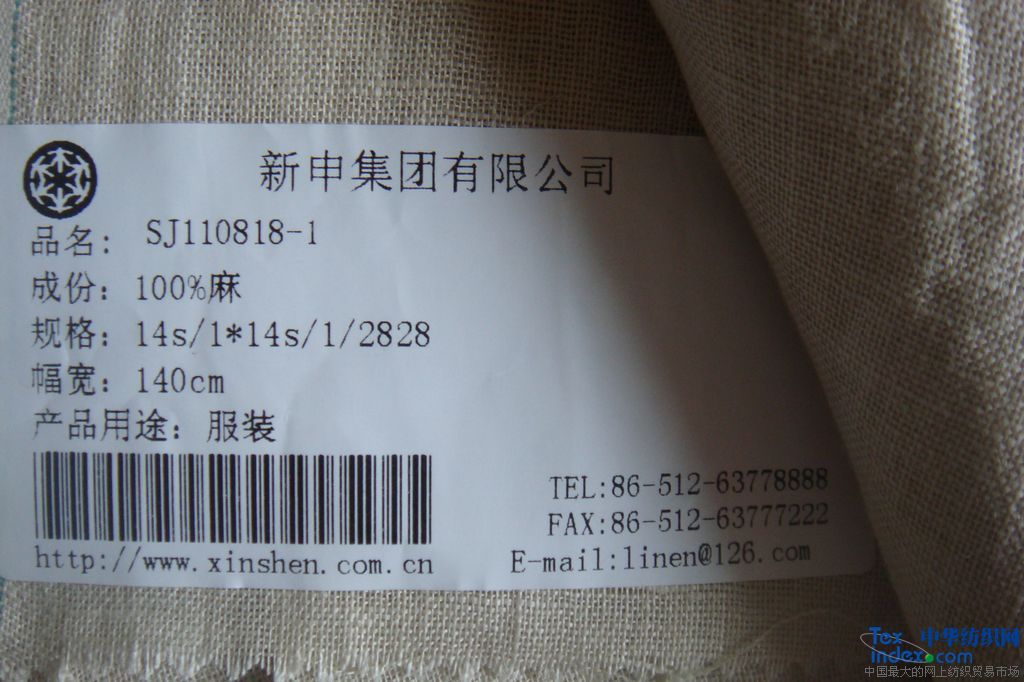 新申集团有限公司
品名: SJ110818-1
成份: 100%麻
规格: 14s/1*14s/1/2828
幅宽: 140cm
产品用途: 服装
http://www.xinshen.com.cn
TEL:86-512-63778888
FAX:86-512-63777222
E-mail:linen@126.com
Tex 中华纺织网
index.com
中国最大的网上纺织贸易市场